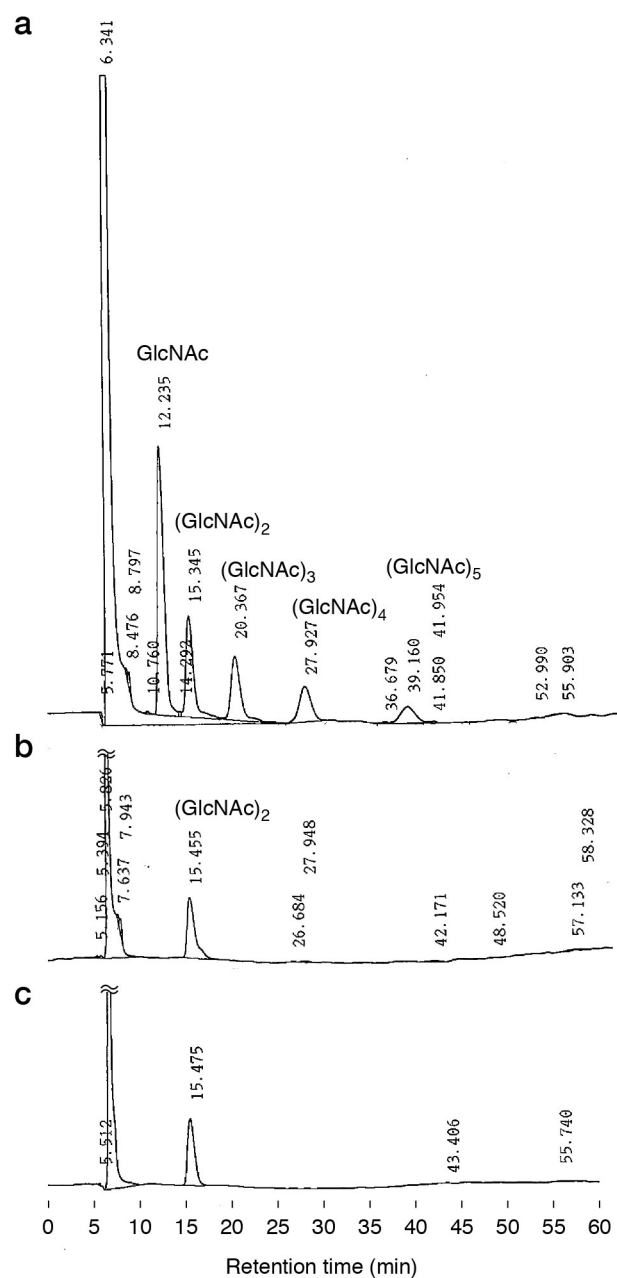 a
6.341
GlcNAc
12.235
(GlcNAc)2
15.345
(GlcNAc)3
20.367
(GlcNAc)4
27.927
(GlcNAc)5
5.771
8.476
8.797
10.760
14.292
36.679
39.160
41.850
41.954
52.990
55.903
b
5.156
5.394
5.826
7.637
7.943
(GlcNAc)2
15.455
26.684
27.948
42.171
48.520
57.133
58.328
c
5.512
15.475
43.406
55.740
0 5 10 15 20 25 30 35 40 45 50 55 60
Retention time (min)